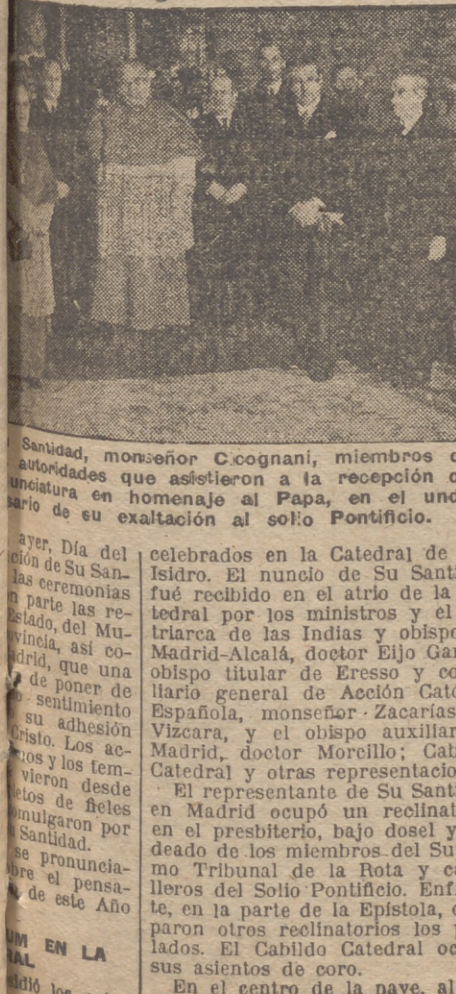 Santidad, monseñor Cicognani, miembros d
autoridades que asistieron a la recepción c
unciatura en homenaje al Papa, en el und
sario de su exaltación al solio Pontificio.
ayer, Día del
ción de Su San-
las ceremonias
n parte las re-
Estado, del Mu-
vincia, así co-
adrid, que una
de poner de
sentimiento
su adhesión
Cristo. Los ac-
tos y los tem-
vieron desde
etos de fieles
omulgaron por
Santidad.
se pronuncia-
bre el pensa-
de este Año
UM EN LA
RAL
celebrados en la Catedral de
Isidro. El nuncio de Su Santi
fué recibido en el atrio de la
tedral por los ministros y el
triarca de las Indias y obispo
Madrid-Alcalá, doctor Eijo Gar
obispo titular de Eresso y co
liario general de Acción Cató
Española, monseñor Zacarías
Vizcara, y el obispo auxiliar
Madrid, doctor Morcillo; Cab
Catedral y otras representacio
El representante de Su Santi
en Madrid ocupó un reclinat
en el presbiterio, bajo dosel y
deado de los miembros del Su
mo Tribunal de la Rota y ca
lleros del Solio Pontificio. Enf
te, en la parte de la Epístola, o
paron otros reclinatorios los
lados. El Cabildo Catedral oc
sus asientos de coro.
En el centro de la nave, al